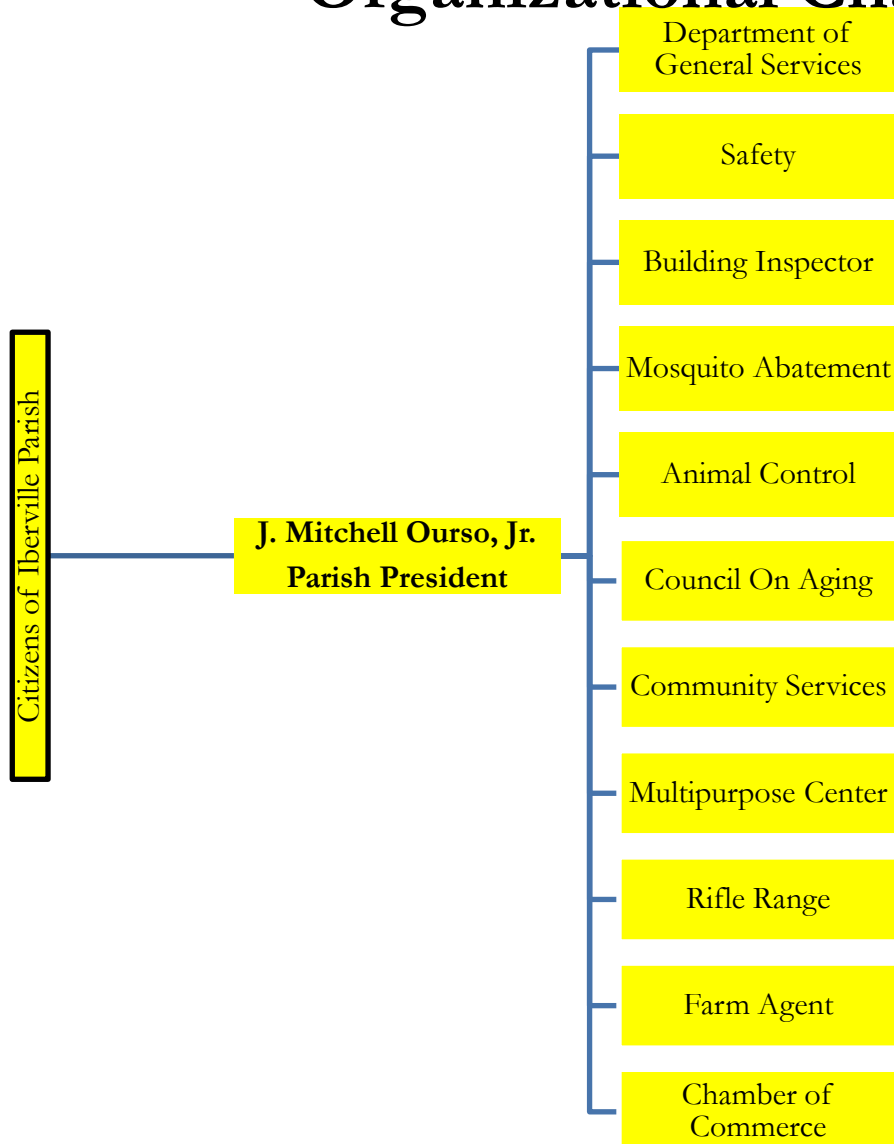 Organizational
Department of
General Services
Safety
Building Inspector
Mosquito Abatement
Animal Control
Citizens of Iberville Parish
J. Mitchell Ourso, Jr.
Parish President
Council On Aging
Community Services
Multipurpose Center
Rifle Range
Farm Agent
Chamber of
Commerce